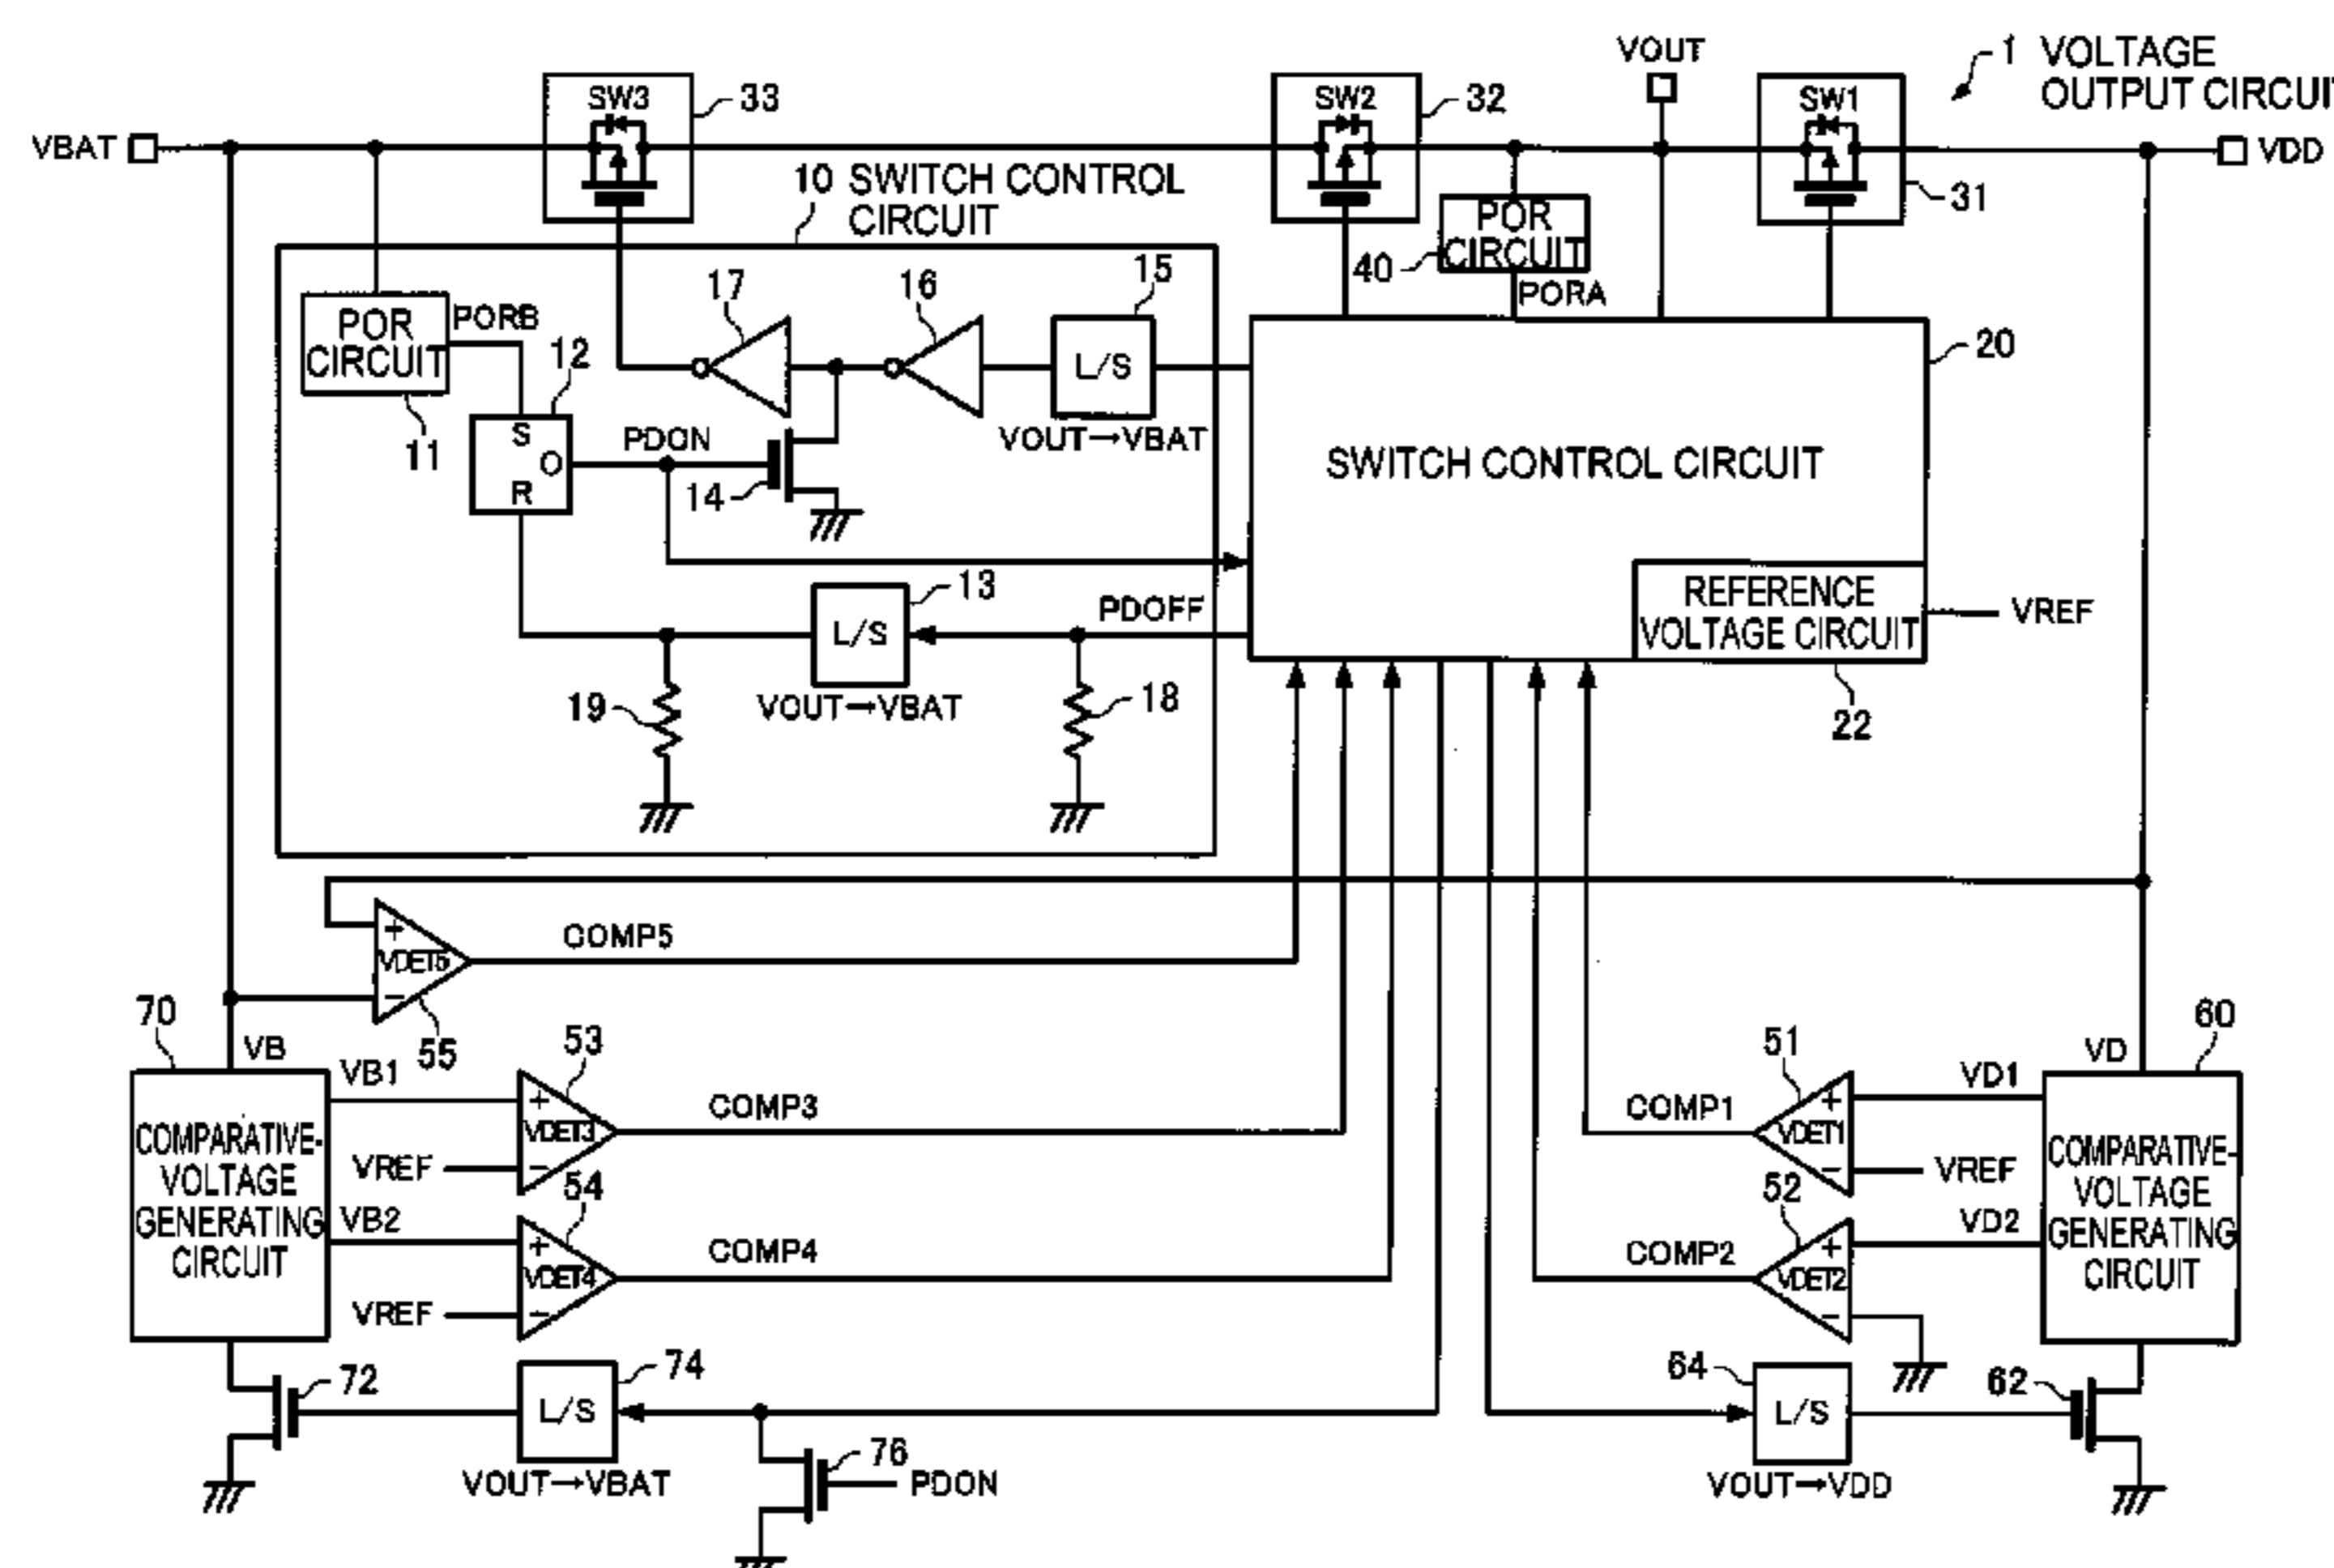 VOUT
1 VOLTAGE
OUTPUT CIRCUI
SW3
33
SW2
32
SW1
VBAT
VDD
10 SWITCH CONTROL
CIRCUIT
31
POR
CIRCUIT
40
PORA
15
17
16
POR
CIRCUIT
PORB
11
12
L/S
VOUT→VBAT
20
S
O
R
PDON
14
SWITCH CONTROL CIRCUIT
13
L/S
VOUT→VBAT
PDOFF
REFERENCE
VOLTAGE CIRCUIT
VREF
19
18
22
+
VDET5
−
COMP5
55
70
VB
VB1
53
COMPARATIVE-
VOLTAGE
GENERATING
CIRCUIT
+
VDET3
−
COMP3
VREF
54
VB2
+
VDET4
−
COMP4
VREF
51
VD
60
VD1
COMP1
+
VDET1
−
VREF
52
VD2
COMP2
+
VDET2
−
COMPARATIVE-
VOLTAGE
GENERATING
CIRCUIT
72
74
L/S
VOUT→VBAT
76
PDON
64
L/S
VOUT→VDD
62